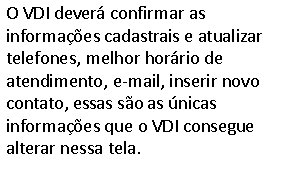 O VDI deverá confirmar as
informações cadastrais e atualizar
telefones, melhor horário de
atendimento, e-mail, inserir novo
contato, essas são as únicas
informações que o VDI consegue
alterar nessa tela.